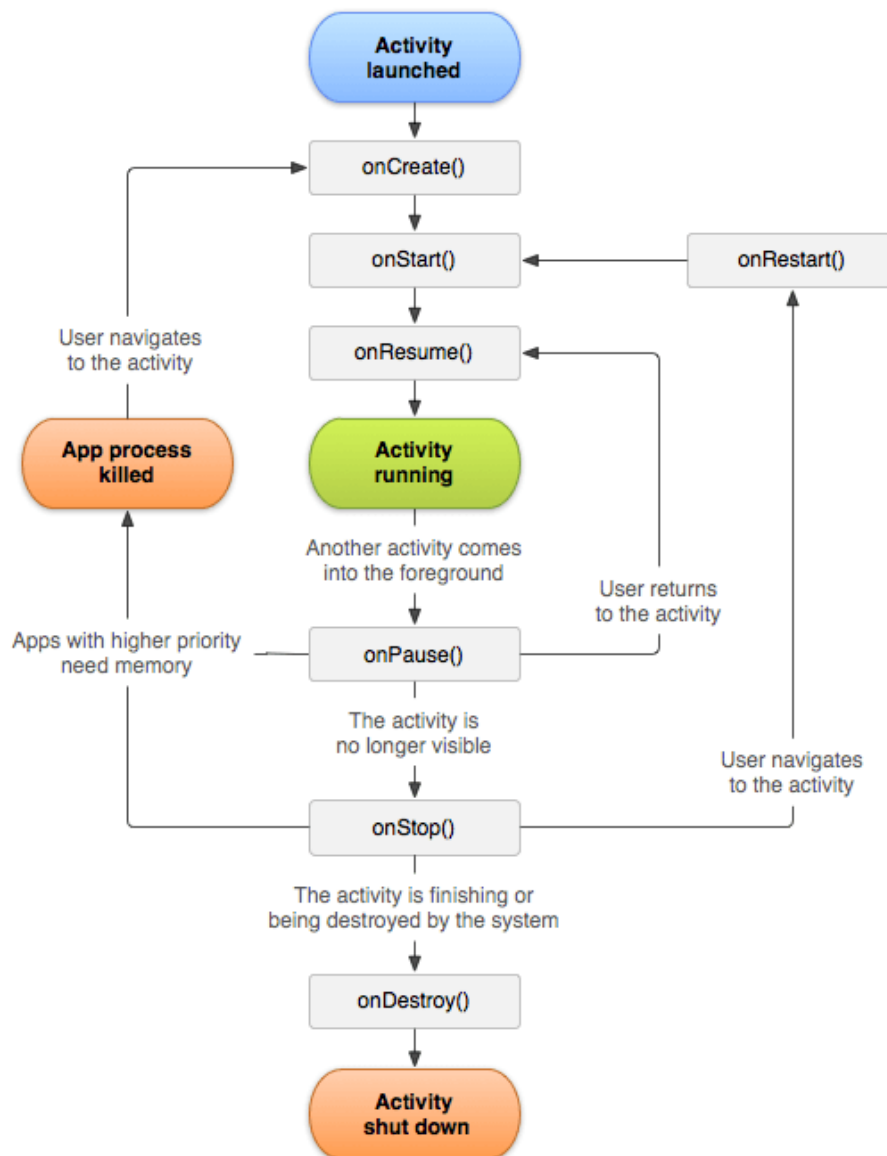 Activity
launched
onCreate()
onStart()
onRestart()
onResume()
User navigates
to the activity
App process
killed
Activity
running
Another activity comes
into the foreground
User returns
to the activity
Apps with higher priority
need memory
onPause()
The activity is
no longer visible
User navigates
to the activity
onStop()
The activity is finishing or
being destroyed by the system
onDestroy()
Activity
shut down